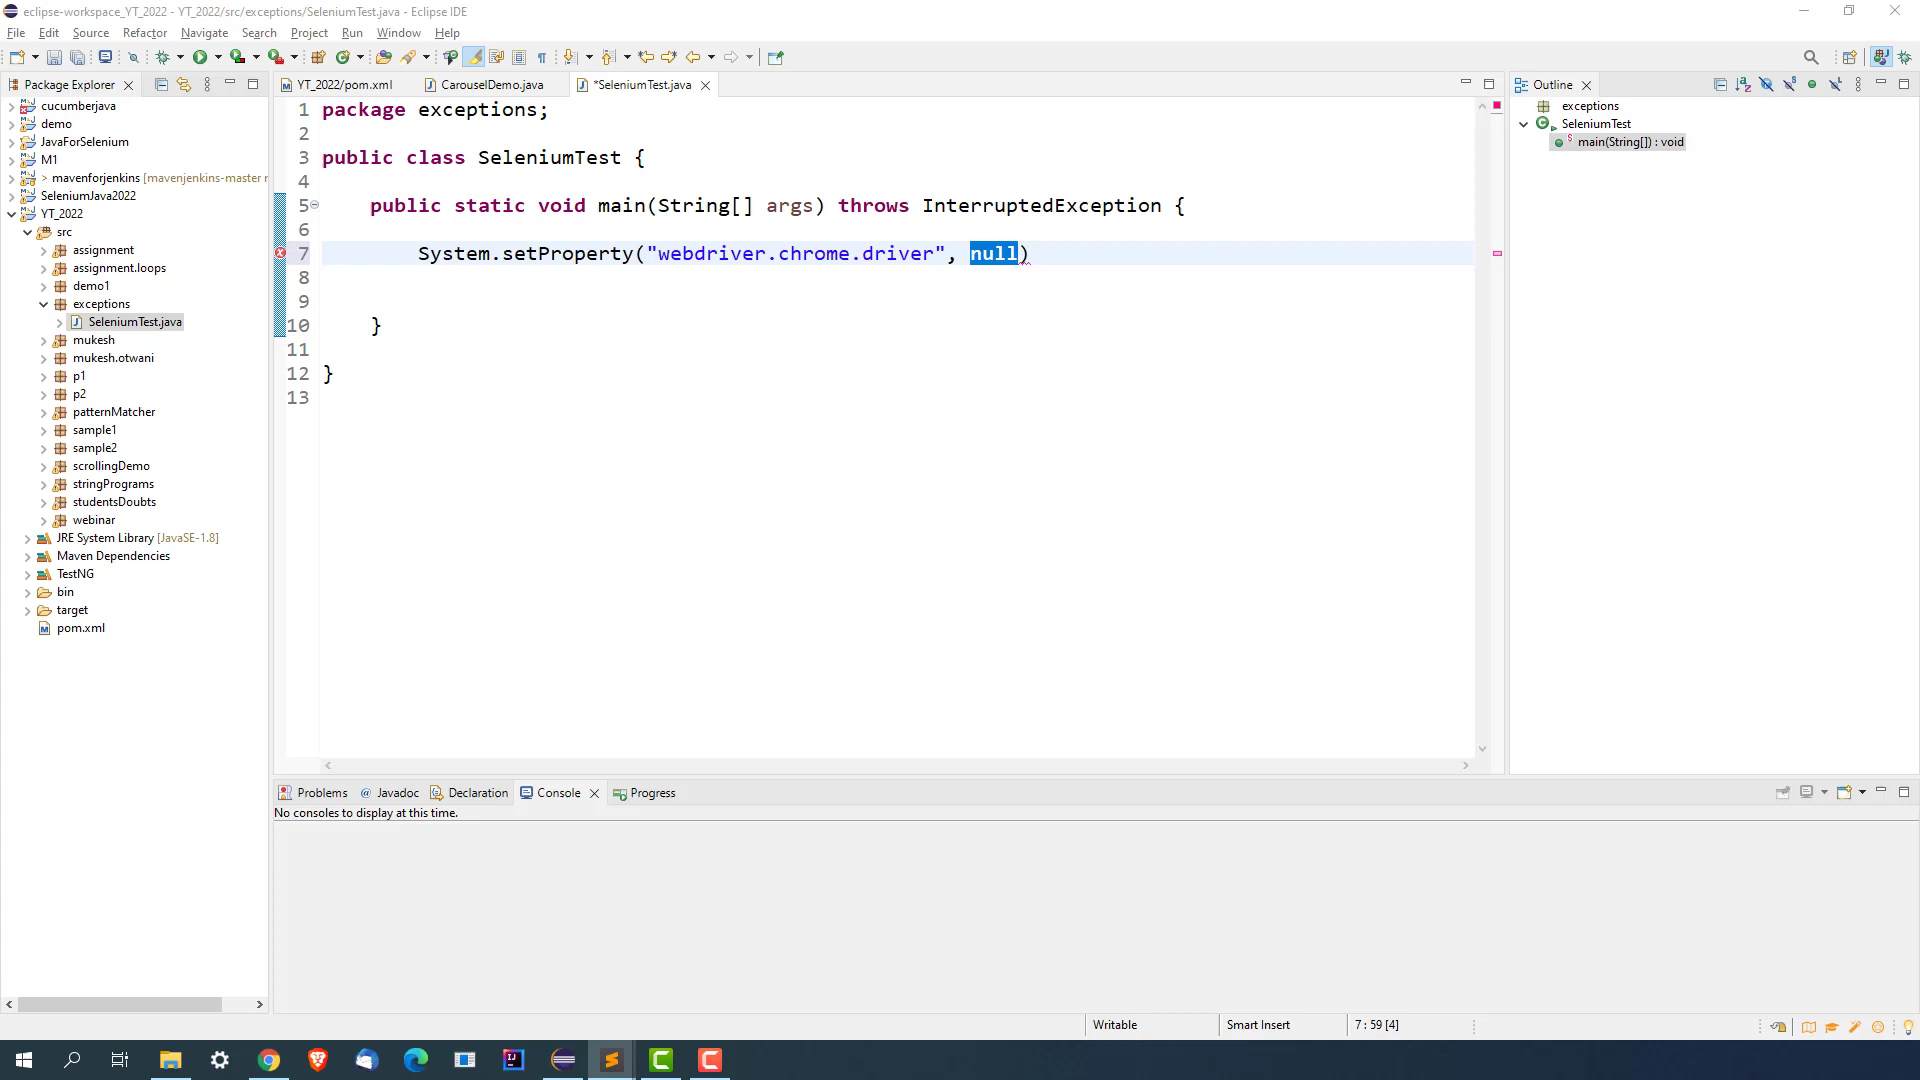 eclipse-workspace_YT_2022 - YT_2022/src/exceptions/SeleniumTest.java - Eclipse IDE
File Edit Source Refactor Navigate Search Project Run Window Help
Package Explorer
cucumberjava
demo
JavaForSelenium
M1
> mavenforjenkins [mavenjenkins-master r
SeleniumJava2022
YT_2022
src
assignment
assignment.loops
demo1
exceptions
SeleniumTest.java
mukesh
mukesh.otwani
p1
p2
patternMatcher
sample1
sample2
scrollingDemo
stringPrograms
studentsDoubts
webinar
JRE System Library [JavaSE-1.8]
Maven Dependencies
TestNG
bin
target
pom.xml
YT_2022/pom.xml CarouselDemo.java *SeleniumTest.java
1 package exceptions;
2
3 public class SeleniumTest {
4
5 public static void main(String[] args) throws InterruptedException {
6
7 System.setProperty("webdriver.chrome.driver", null)
8
9
10 }
11
12 }
13
Outline
exceptions
SeleniumTest
main(String[]) : void
Problems Javadoc Declaration Console Progress
No consoles to display at this time.
Writable Smart Insert 7 : 59 [4]